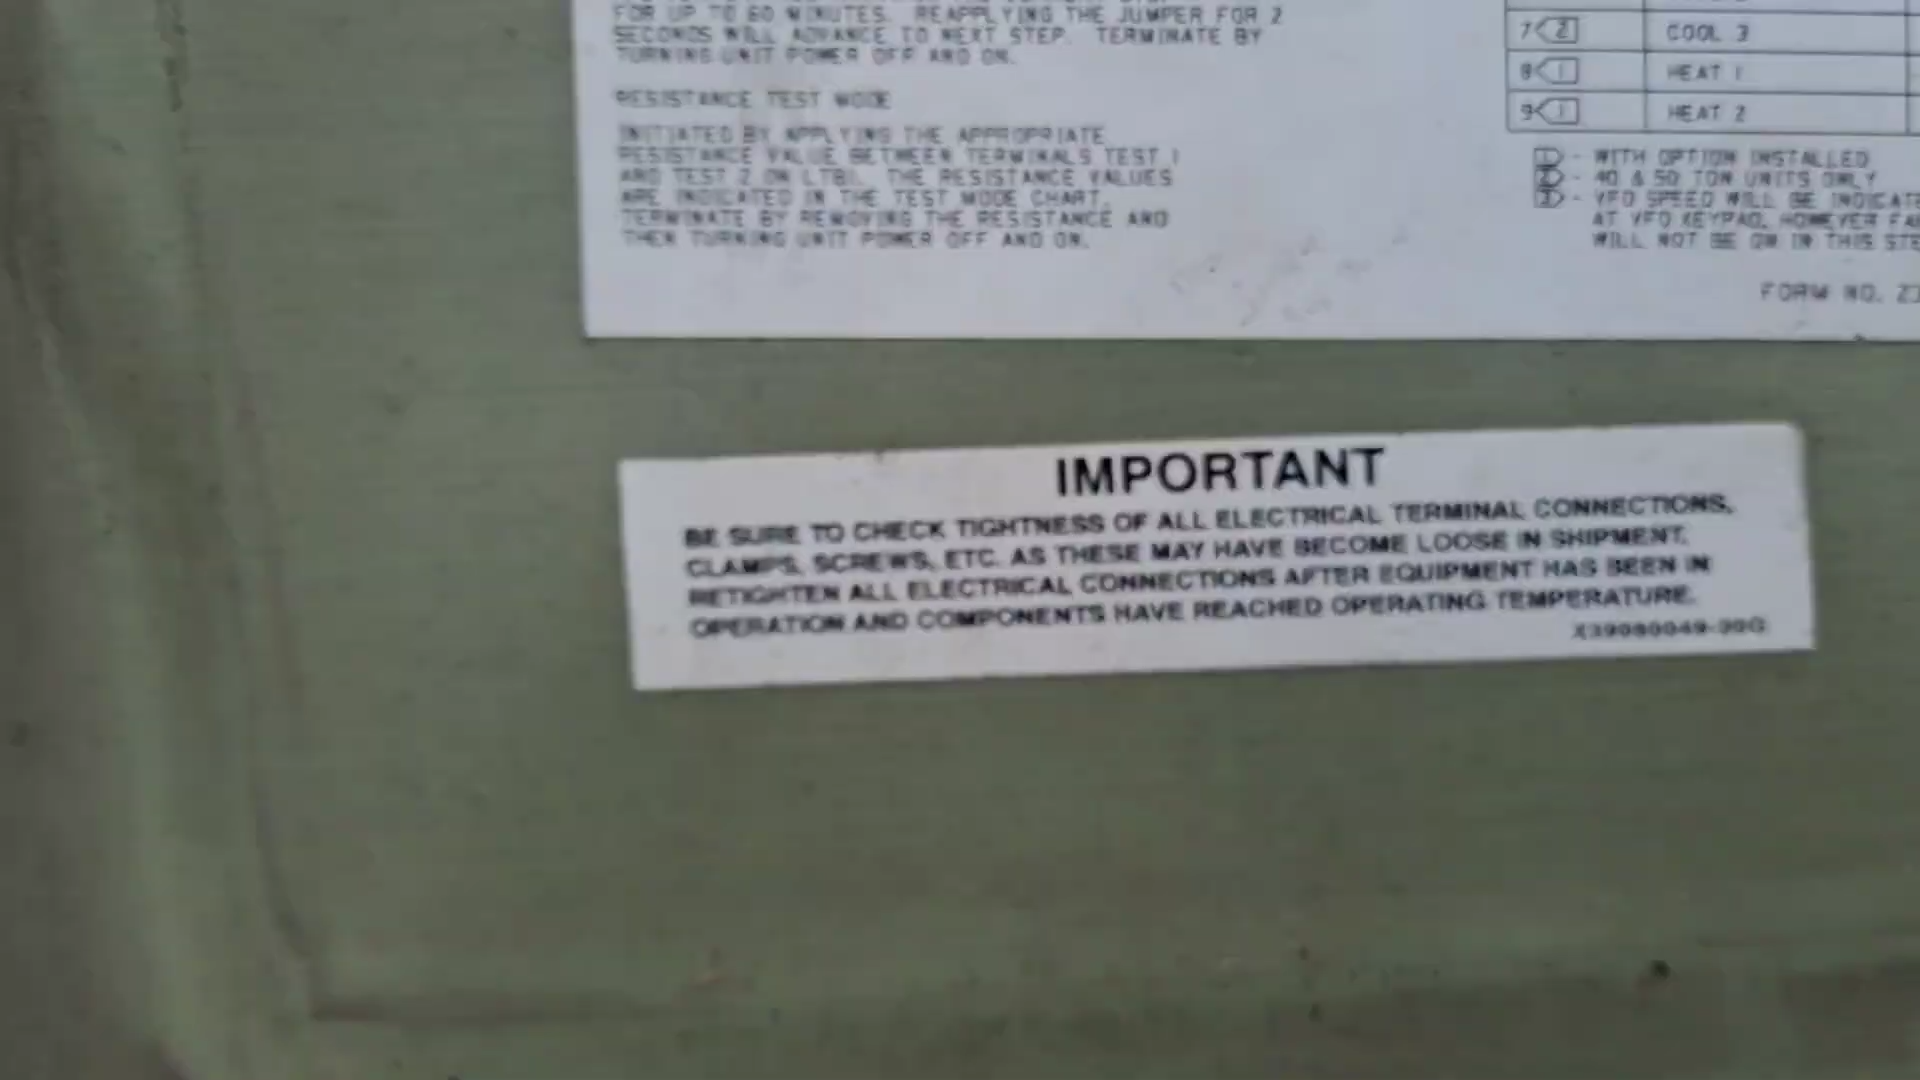 FOR UP TO 60 MINUTES. REAPPLYING THE JUMPER FOR 2
SECONDS WILL ADVANCE TO NEXT STEP. TERMINATE BY
TURNING UNIT POWER OFF AND ON.
RESISTANCE TEST MODE
INITIATED BY APPLYING THE APPROPRIATE
RESISTANCE VALUE BETWEEN TERMINALS TEST 1
AND TEST 2 ON LTB1. THE RESISTANCE VALUES
ARE INDICATED IN THE TEST MODE CHART.
TERMINATE BY REMOVING THE RESISTANCE AND
THEN TURNING UNIT POWER OFF AND ON.
7 2 COOL 3
8 1 HEAT 1
9 1 HEAT 2
1 - WITH OPTION INSTALLED
2 - 40 & 50 TON UNITS ONLY
3 - VFD SPEED WILL BE INDICATE
AT VFD KEYPAD, HOWEVER FA
WILL NOT BE ON IN THIS STE
FORM NO.
IMPORTANT
BE SURE TO CHECK TIGHTNESS OF ALL ELECTRICAL TERMINAL CONNECTIONS,
CLAMPS, SCREWS, ETC. AS THESE MAY HAVE BECOME LOOSE IN SHIPMENT.
RETIGHTEN ALL ELECTRICAL CONNECTIONS AFTER EQUIPMENT HAS BEEN IN
OPERATION AND COMPONENTS HAVE REACHED OPERATING TEMPERATURE.